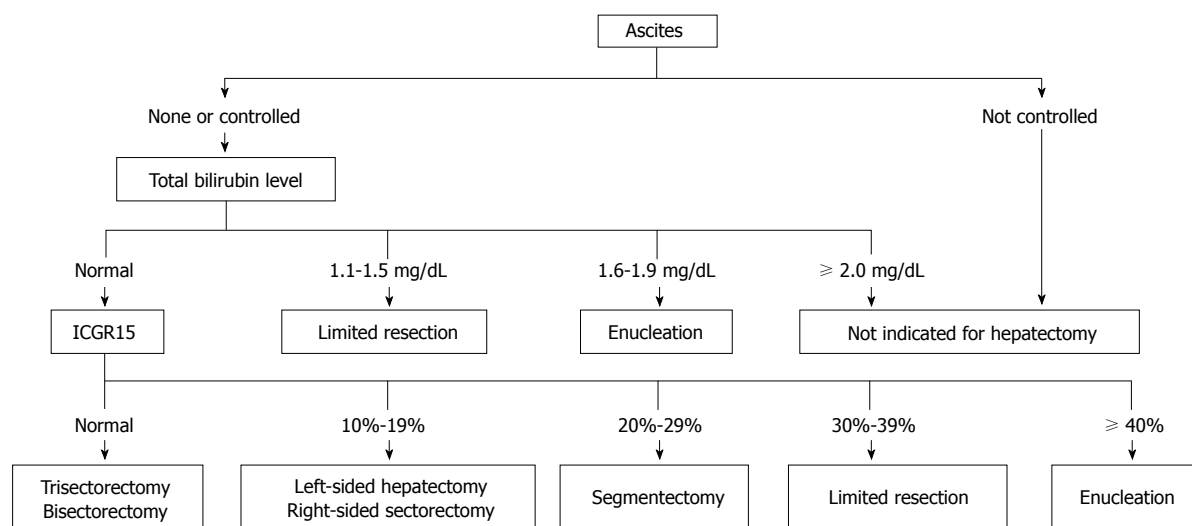 Ascites
None or controlled
Not controlled
Total bilirubin level
Normal
1.1-1.5 mg/dL
1.6-1.9 mg/dL
≥ 2.0 mg/dL
ICGR15
Limited resection
Enucleation
Not indicated for hepatectomy
Normal
10%-19%
20%-29%
30%-39%
≥ 40%
Trisectorectomy
Bisectorectomy
Left-sided hepatectomy
Right-sided sectorectomy
Segmentectomy
Limited resection
Enucleation